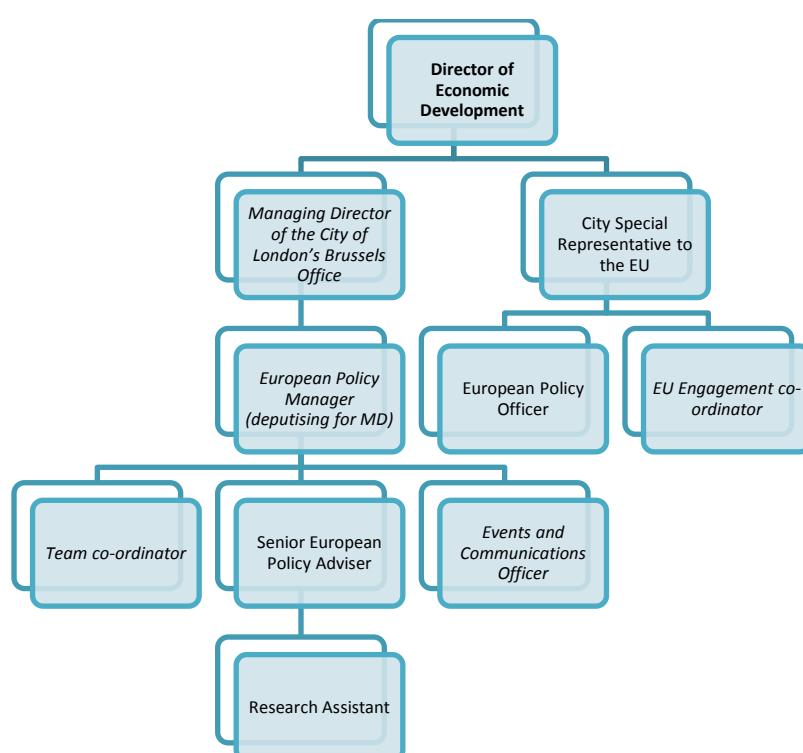 Director of
Economic
Development
Managing Director
of the City of
London's Brussels
Office
City Special
Representative to
the EU
European Policy
Manager
(deputising for MD)
European Policy
Officer
EU Engagement co-
ordinator
Team co-ordinator
Senior European
Policy Adviser
Events and
Communications
Officer
Research Assistant